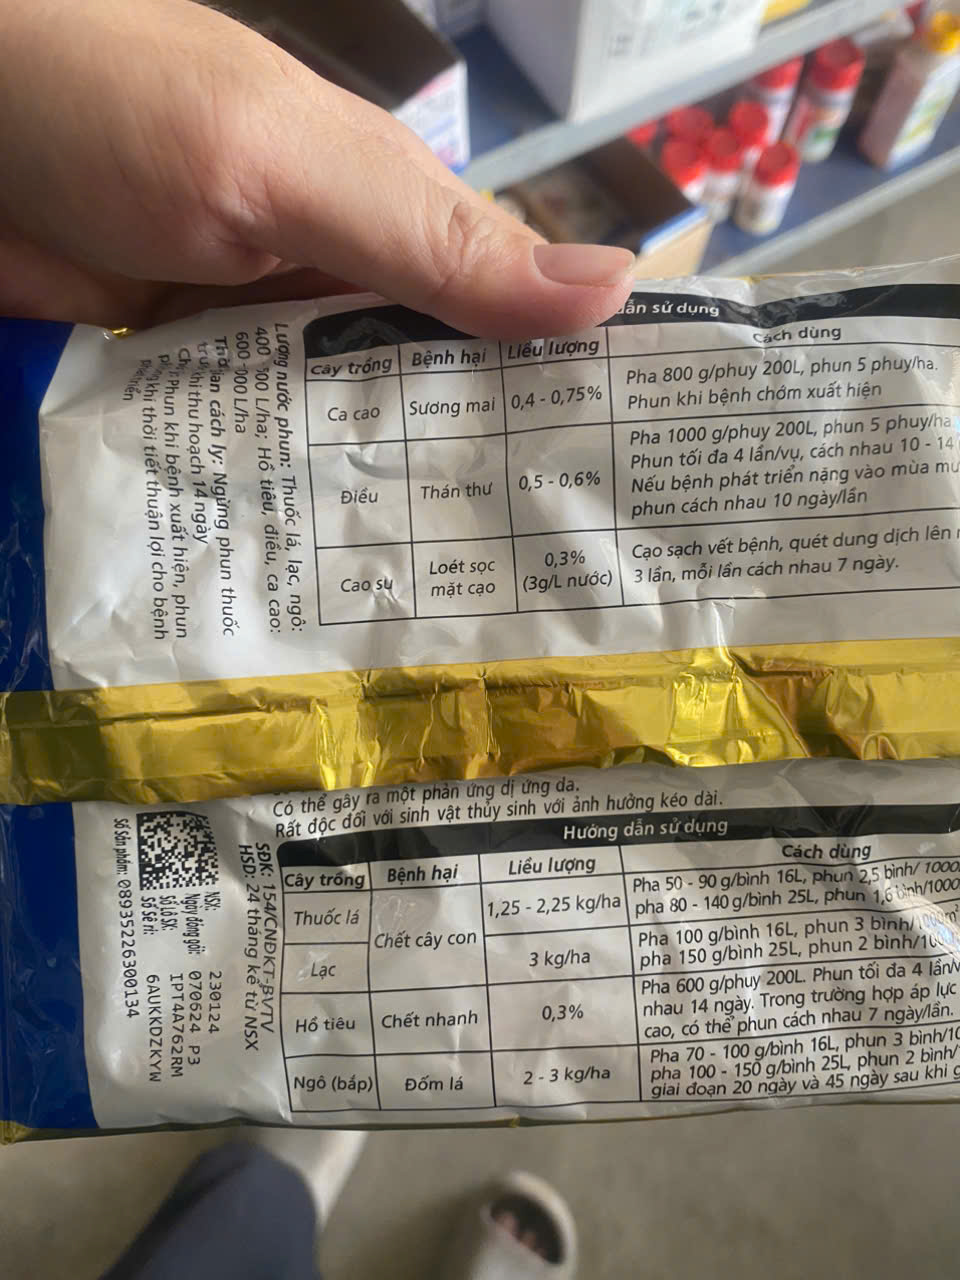 dẫn sử dụng
Cây trồng Bệnh hại Liều lượng Cách dùng
Ca cao Sương mai 0,4 - 0,75% Pha 800 g/phuy 200L, phun 5 phuy/ha.
Phun khi bệnh chớm xuất hiện
Điều Thán thư 0,5 - 0,6% Pha 1000 g/phuy 200L, phun 5 phuy/ha.
Phun tối đa 4 lần/vụ, cách nhau 10 - 14
Nếu bệnh phát triển nặng vào mùa
phun cách nhau 10 ngày/lần
Cao su Loét sọc mặt cạo 0,3% (3g/L nước) Cạo sạch vết bệnh, quét dung dịch lên
3 lần, mỗi lần cách nhau 7 ngày.
Lượng nước phun: Thuốc lá, lạc, ngô:
400 L/ha; Hồ tiêu, điều, ca cao:
600 L/ha
cách ly: Ngừng phun thuốc
thu hoạch 14 ngày
Phun khi bệnh xuất hiện, phun
khi thời tiết thuận lợi cho bệnh
Có thể gây ra một phản ứng dị ứng da.
Rất độc đối với sinh vật thủy sinh với ảnh hưởng kéo dài.
Hướng dẫn sử dụng
Cây trồng Bệnh hại Liều lượng Cách dùng
Thuốc lá Chết cây con 1,25 - 2,25 kg/ha Pha 50 - 90 g/bình 16L, phun 2,5 bình/ 1000
pha 80 - 140 g/bình 25L, phun 1,6 bình/1000
Lạc 3 kg/ha Pha 100 g/bình 16L, phun 3 bình/1000m²
pha 150 g/bình 25L, phun 2 bình/
Hồ tiêu Chết nhanh 0,3% Pha 600 g/phuy 200L. Phun tối đa 4 lần/v
nhau 14 ngày. Trong trường hợp áp lực
cao, có thể phun cách nhau 7 ngày/lần.
Ngô (bắp) Đốm lá 2 - 3 kg/ha Pha 70 - 100 g/bình 16L, phun 3 bình/10
pha 100 - 150 g/bình 25L, phun 2 bình/
giai đoạn 20 ngày và 45 ngày sau khi g
SĐK: 154/CNĐKT-BVTV
HSD: 24 tháng kể từ NSX
NSX: 230124
Ngày đóng gói: 070624 P3
Số lô SX: IPT4A762RM
Số sê ri: 6AUKKDZKYW
Số sản phẩm: 08935226300134